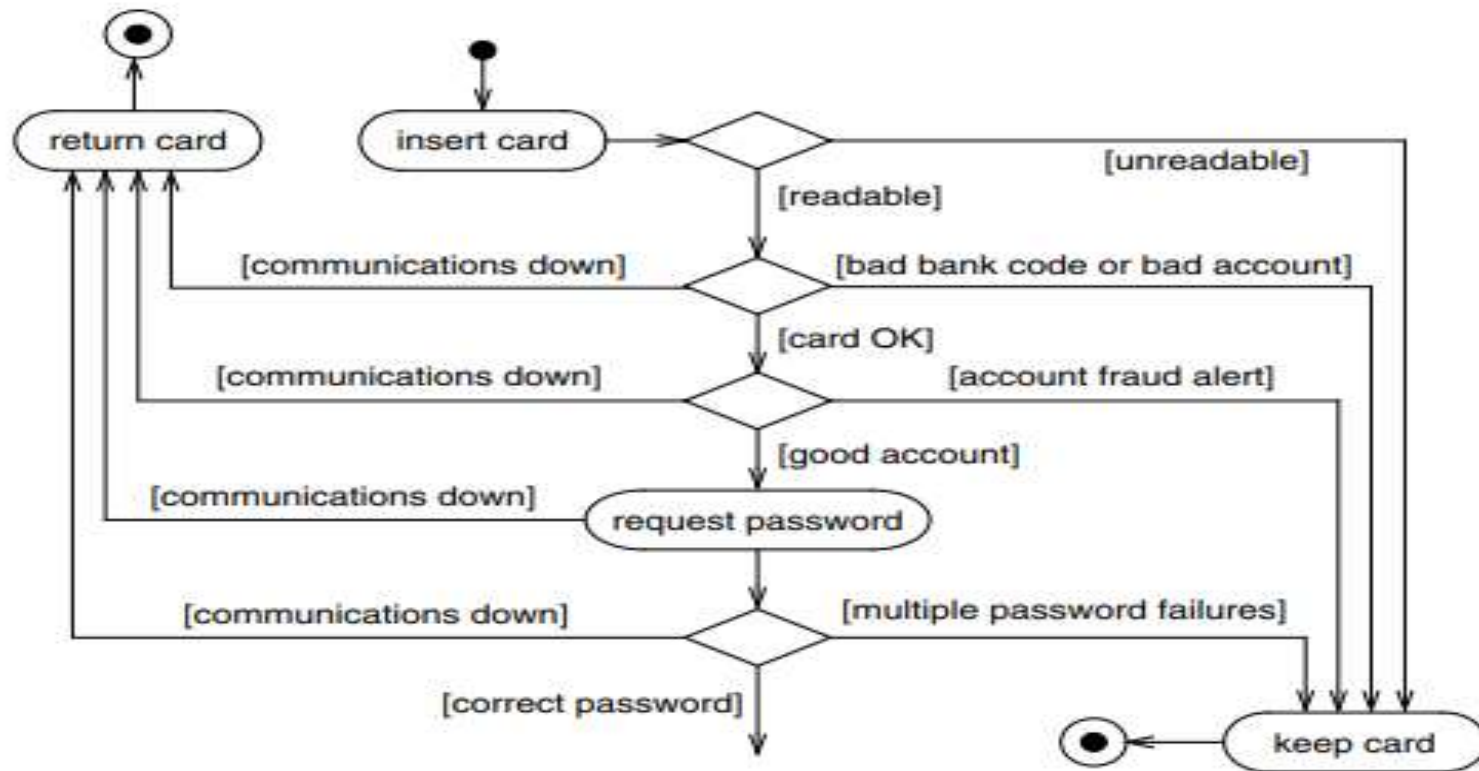 return card
insert card
[unreadable]
[readable]
[communications down]
[bad bank code or bad account]
[card OK]
[communications down]
[account fraud alert]
[good account]
[communications down]
request password
[communications down]
[multiple password failures]
[correct password]
keep card